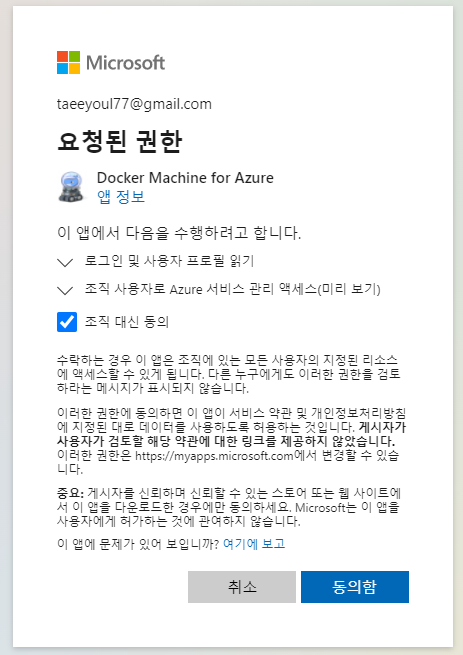 Microsoft
taeeyoul77@gmail.com
요청된 권한
Docker Machine for Azure
앱 정보
이 앱에서 다음을 수행하려고 합니다.
로그인 및 사용자 프로필 읽기
조직 사용자로 Azure 서비스 관리 액세스(미리 보기)
조직 대신 동의
수락하는 경우 이 앱은 조직에 있는 모든 사용자의 지정된 리소스
에 액세스할 수 있게 됩니다. 다른 누구에게도 이러한 권한을 검토
하라는 메시지가 표시되지 않습니다.
이러한 권한에 동의하면 이 앱이 서비스 약관 및 개인정보처리방침
에 지정된 대로 데이터를 사용하도록 허용하는 것입니다. 게시자가
사용자가 검토할 해당 약관에 대한 링크를 제공하지 않았습니다.
이러한 권한은 https://myapps.microsoft.com에서 변경할 수 있습
니다.
중요: 게시자를 신뢰하며 신뢰할 수 있는 스토어 또는 웹 사이트에
서 이 앱을 다운로드한 경우에만 동의하세요. Microsoft는 이 앱을
사용자에게 허가하는 것에 관여하지 않습니다.
이 앱에 문제가 있어 보입니까? 여기에 보고
취소
동의함